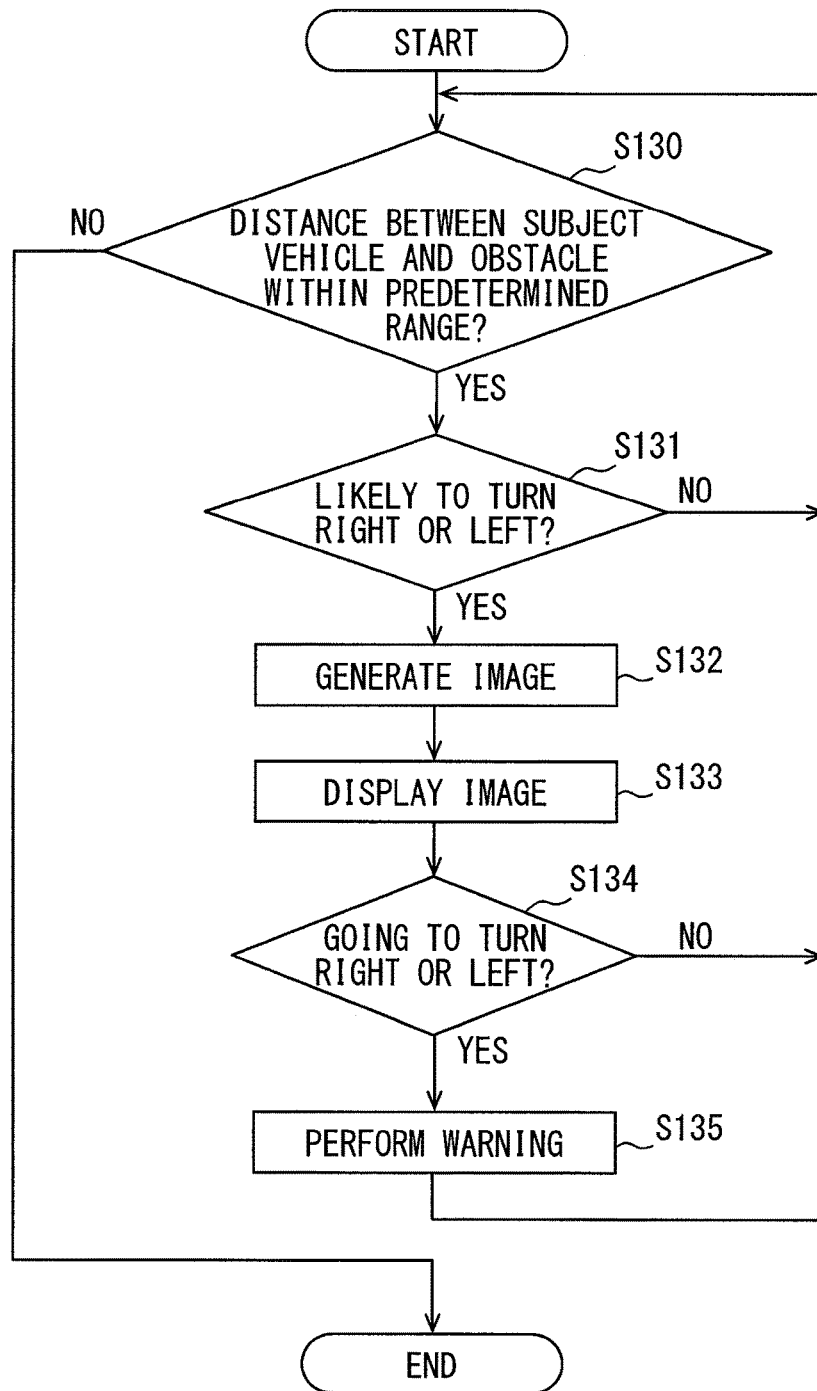 START
S130
NO
DISTANCE BETWEEN SUBJECT
VEHICLE AND OBSTACLE
WITHIN PREDETERMINED
RANGE?
YES
S131
LIKELY TO TURN
RIGHT OR LEFT?
NO
YES
GENERATE IMAGE
S132
DISPLAY IMAGE
S133
S134
GOING TO TURN
RIGHT OR LEFT?
NO
YES
PERFORM WARNING
S135
END